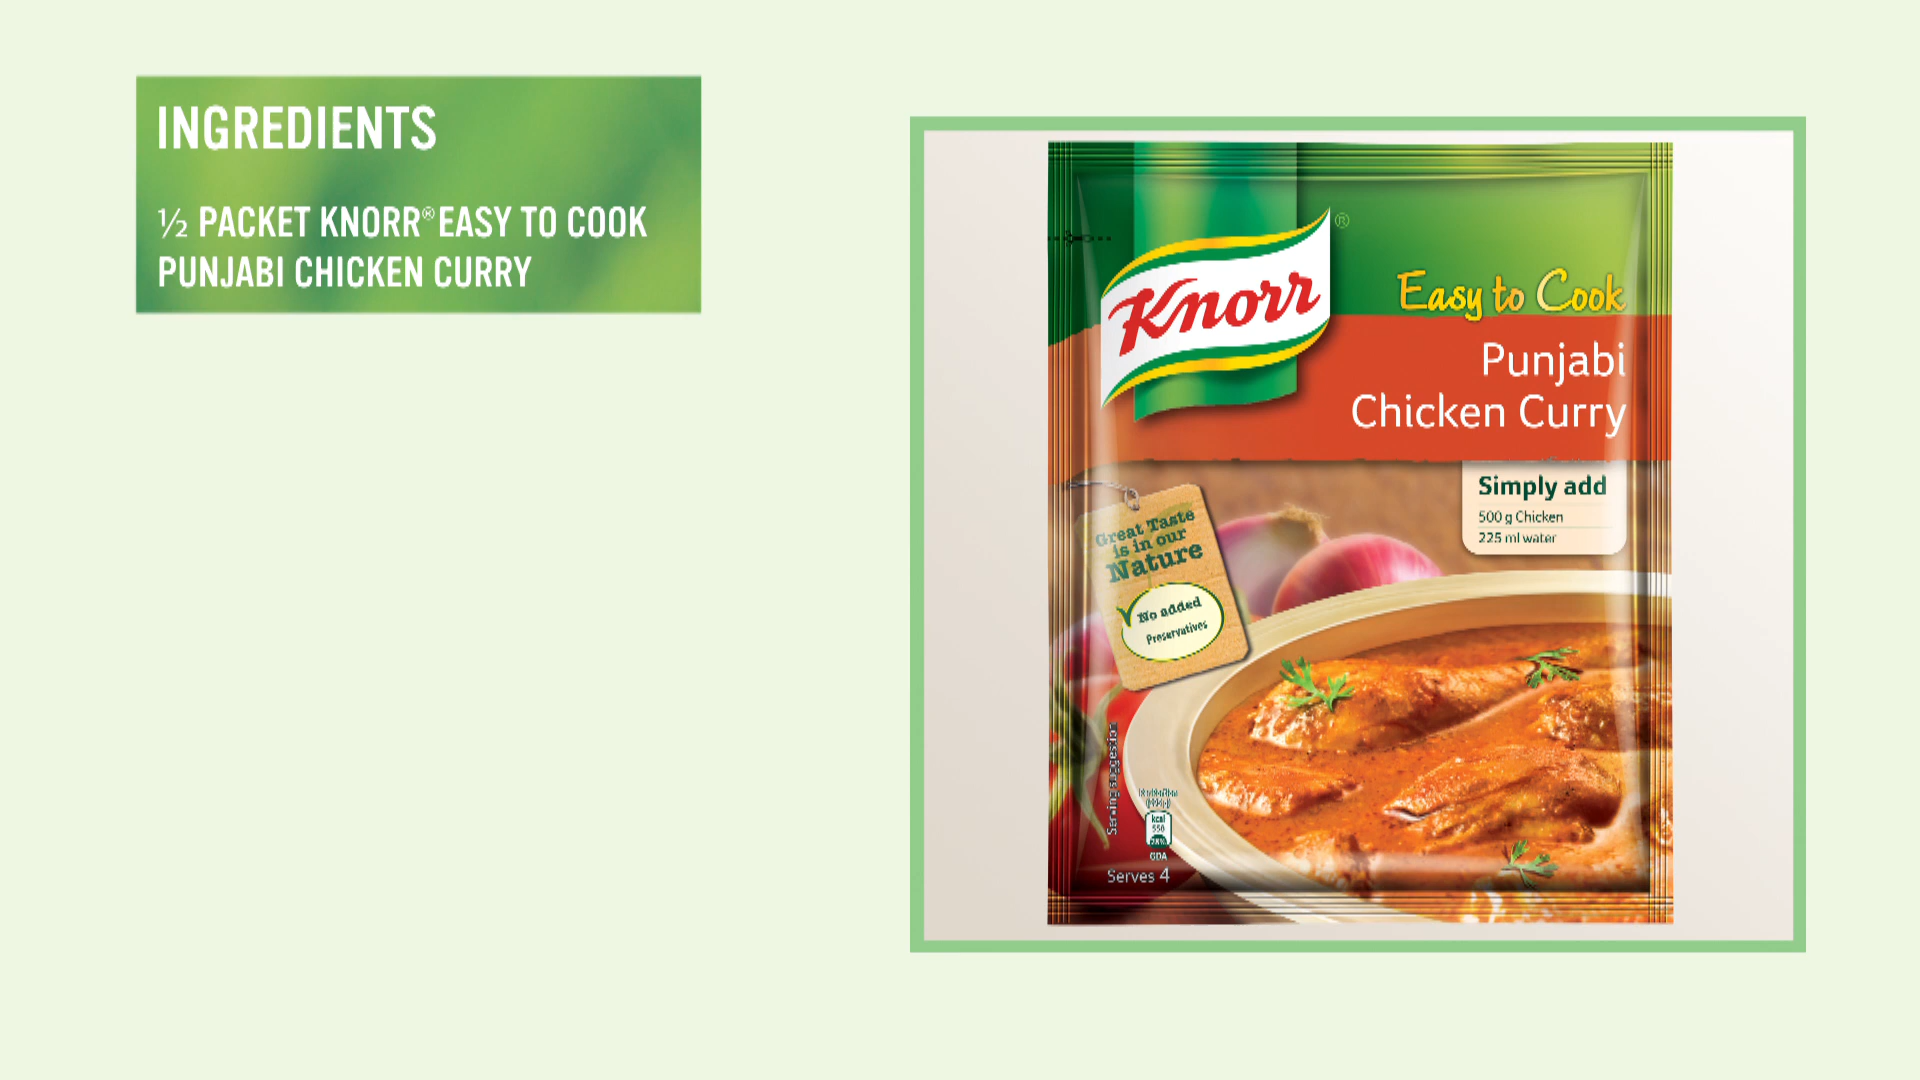 INGREDIENTS
½ PACKET KNORR® EASY TO COOK
PUNJABI CHICKEN CURRY
Knorr ®
Easy to Cook
Punjabi
Chicken Curry
Simply add
500 g Chicken
225 ml water
Great Taste
is in our
Nature
No added
Preservatives
Serving suggestion
kcal
558
28%
GDA
Serves 4